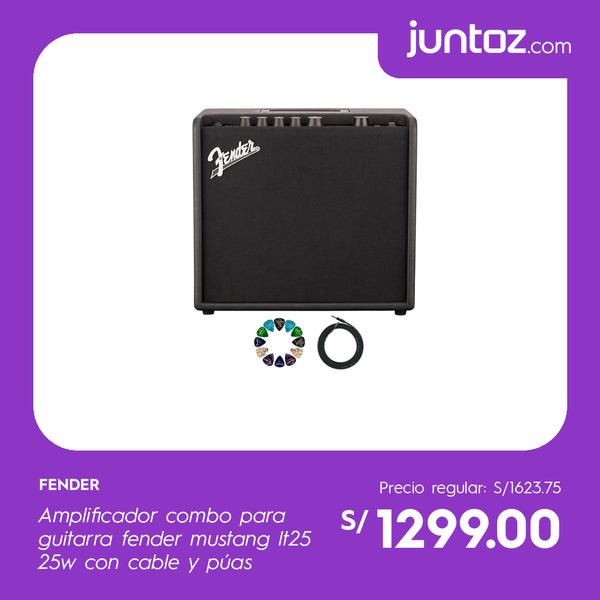 juntoz.com
Fender
FENDER
Amplificador combo para
guitarra fender mustang lt25
25w con cable y púas
Precio regular: S/1623.75
S/1299.00